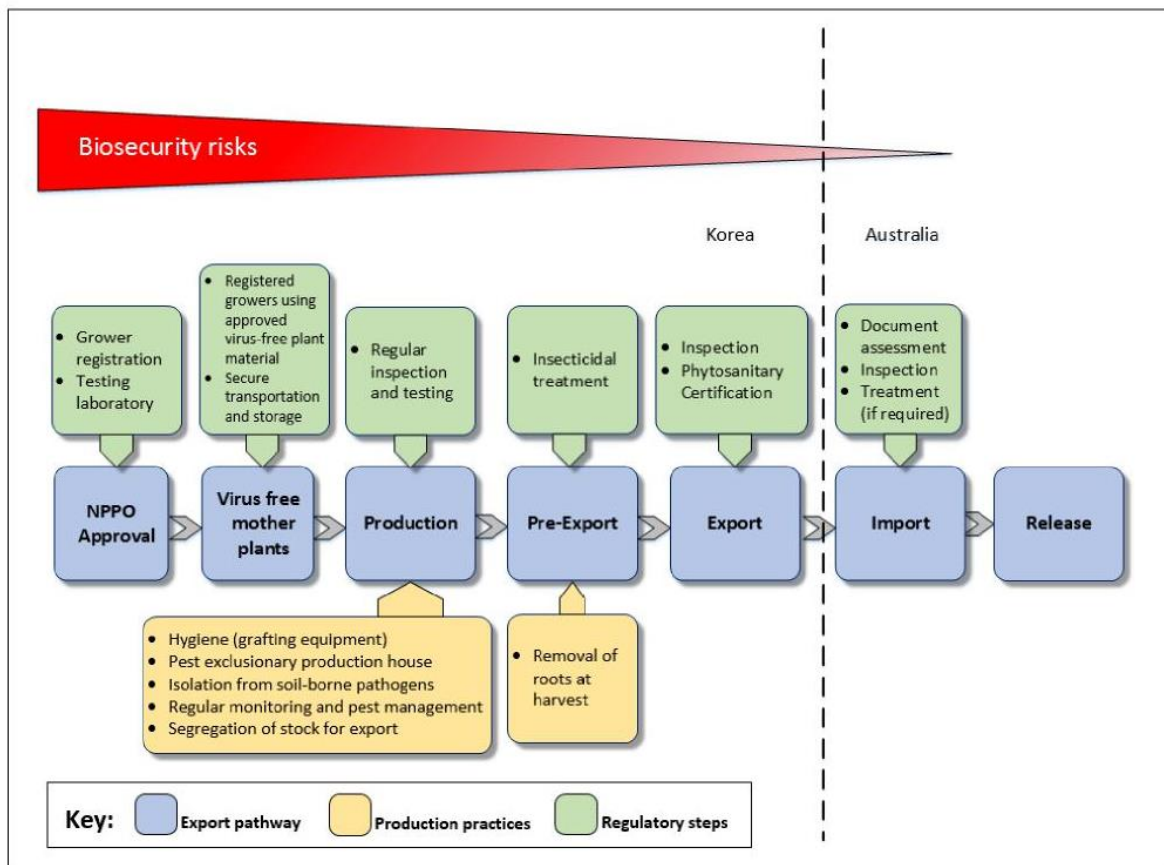 Biosecurity risks
Korea
Australia
• Grower
registration
• Testing
laboratory
• Registered
growers using
approved
virus-free plant
material
• Secure
transportation
and storage
• Regular
inspection
and testing
• Insecticidal
treatment
• Inspection
• Phytosanitary
Certification
• Document
assessment
• Inspection
• Treatment
(if required)
NPPO
Approval
Virus free
mother
plants
Production
Pre-Export
Export
Import
Release
• Hygiene (grafting equipment)
• Pest exclusionary production house
• Isolation from soil-borne pathogens
• Regular monitoring and pest management
• Segregation of stock for export
• Removal of
roots at
harvest
Key:
Export pathway
Production practices
Regulatory steps